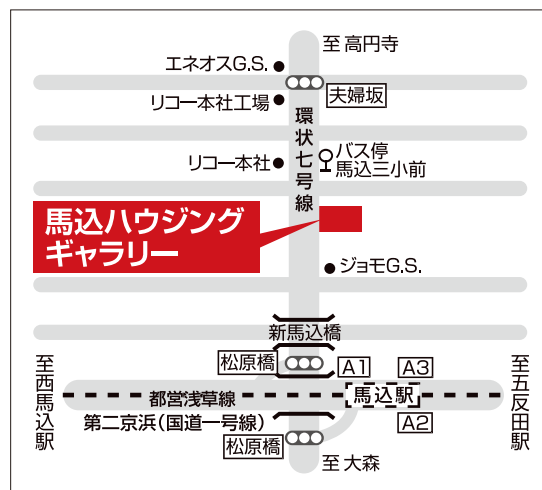 至 高円寺
エネオスG.S.
夫婦坂
リコー本社工場
環状七号線
バス停
馬込三小前
リコー本社
馬込ハウジング
ギャラリー
ジョモG.S.
新馬込橋
松原橋
A1
A3
至西馬込駅
至五反田駅
都営浅草線
馬込駅
第二京浜（国道一号線）
A2
松原橋
至 大森